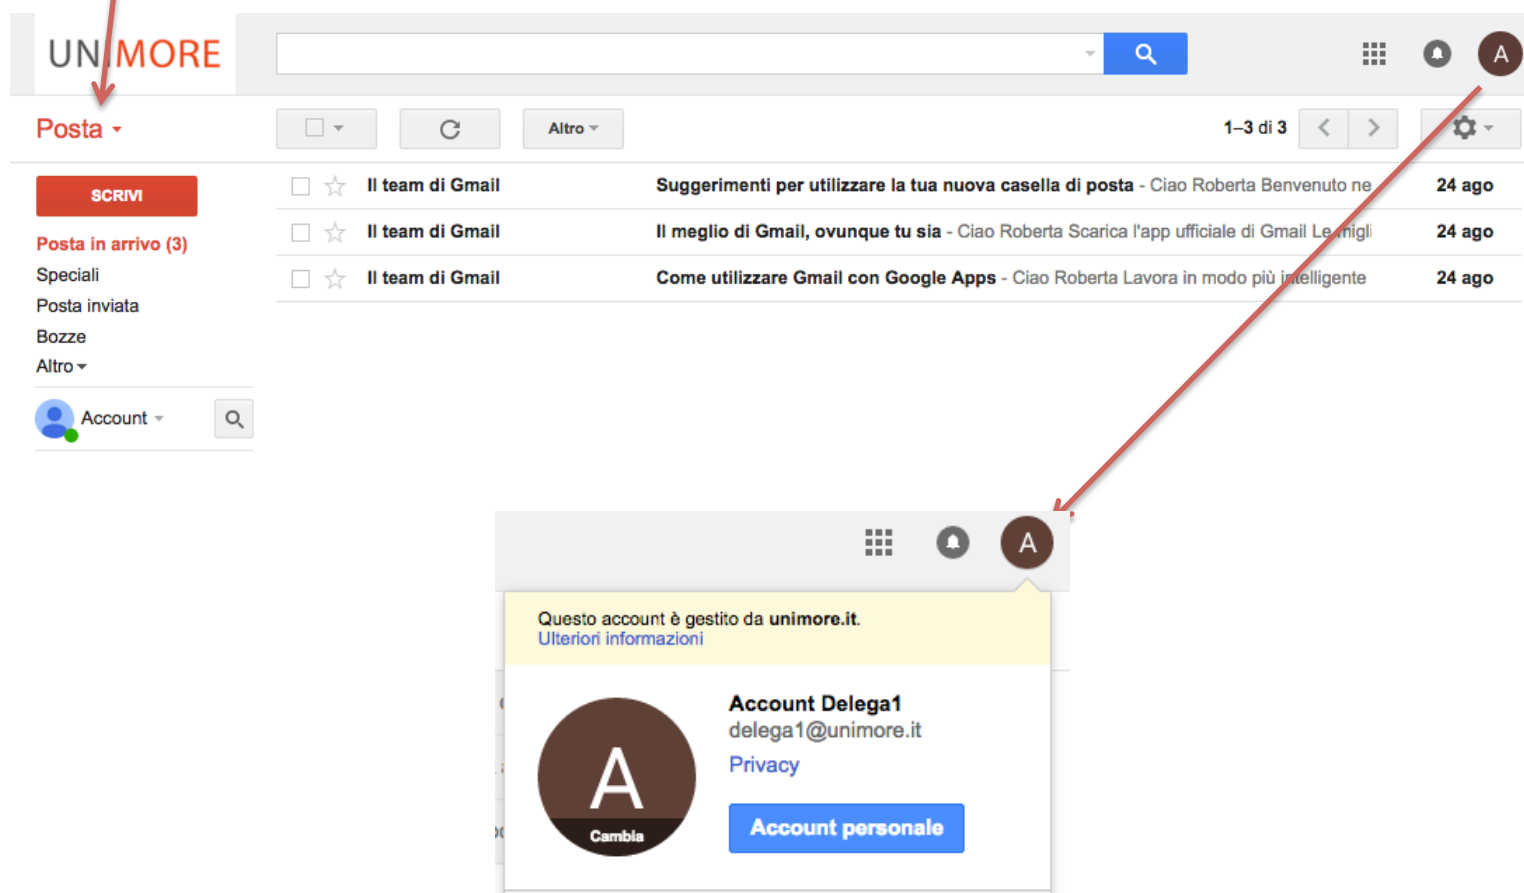 UNIMORE
A
Posta
Altro
1–3 di 3
SCRIVI
Il team di Gmail Suggerimenti per utilizzare la tua nuova casella di posta - Ciao Roberta Benvenuto ne 24 ago
Posta in arrivo (3)
Il team di Gmail Il meglio di Gmail, ovunque tu sia - Ciao Roberta Scarica l'app ufficiale di Gmail Le migli 24 ago
Speciali
Il team di Gmail Come utilizzare Gmail con Google Apps - Ciao Roberta Lavora in modo più intelligente 24 ago
Posta inviata
Bozze
Altro
Account
A
Questo account è gestito da unimore.it.
Ulteriori informazioni
Account Delega1
delega1@unimore.it
Privacy
A
Cambia
Account personale